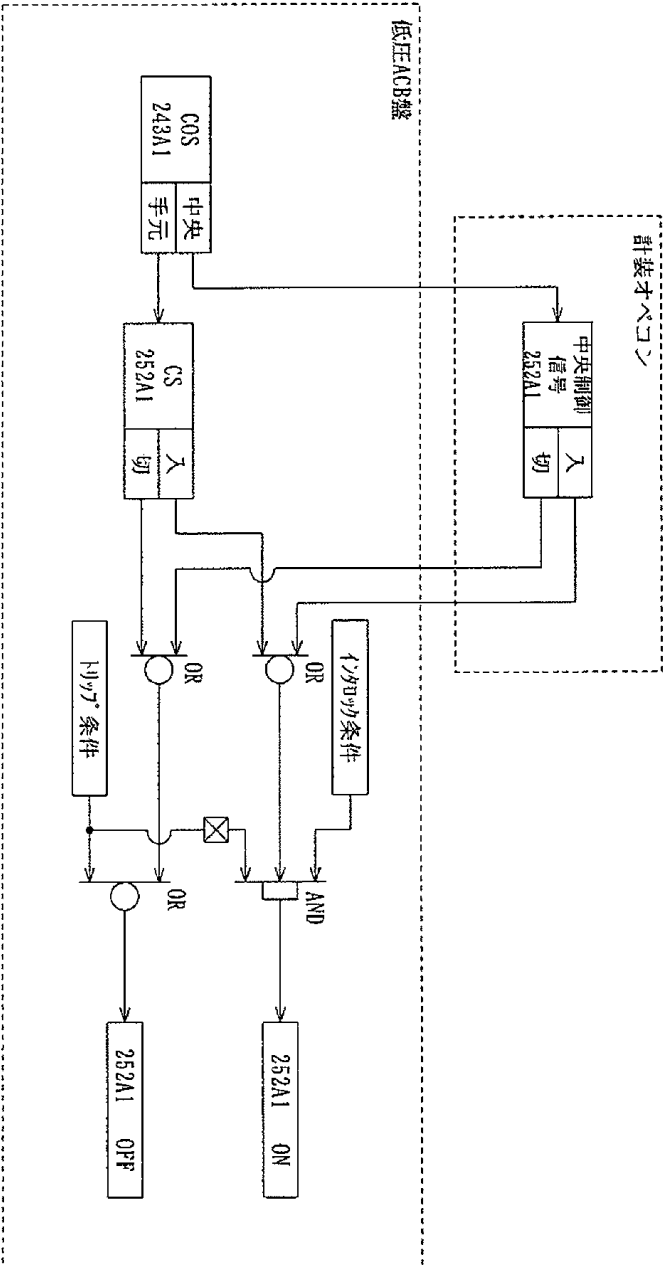 計装オペコン
中央制御
信号
252A1
入
切
低圧ACB盤
COS
243A1
中央
手元
CS
252A1
入
切
インタロック条件
OR
OR
トリップ条件
AND
OR
252A1 ON
252A1 OFF